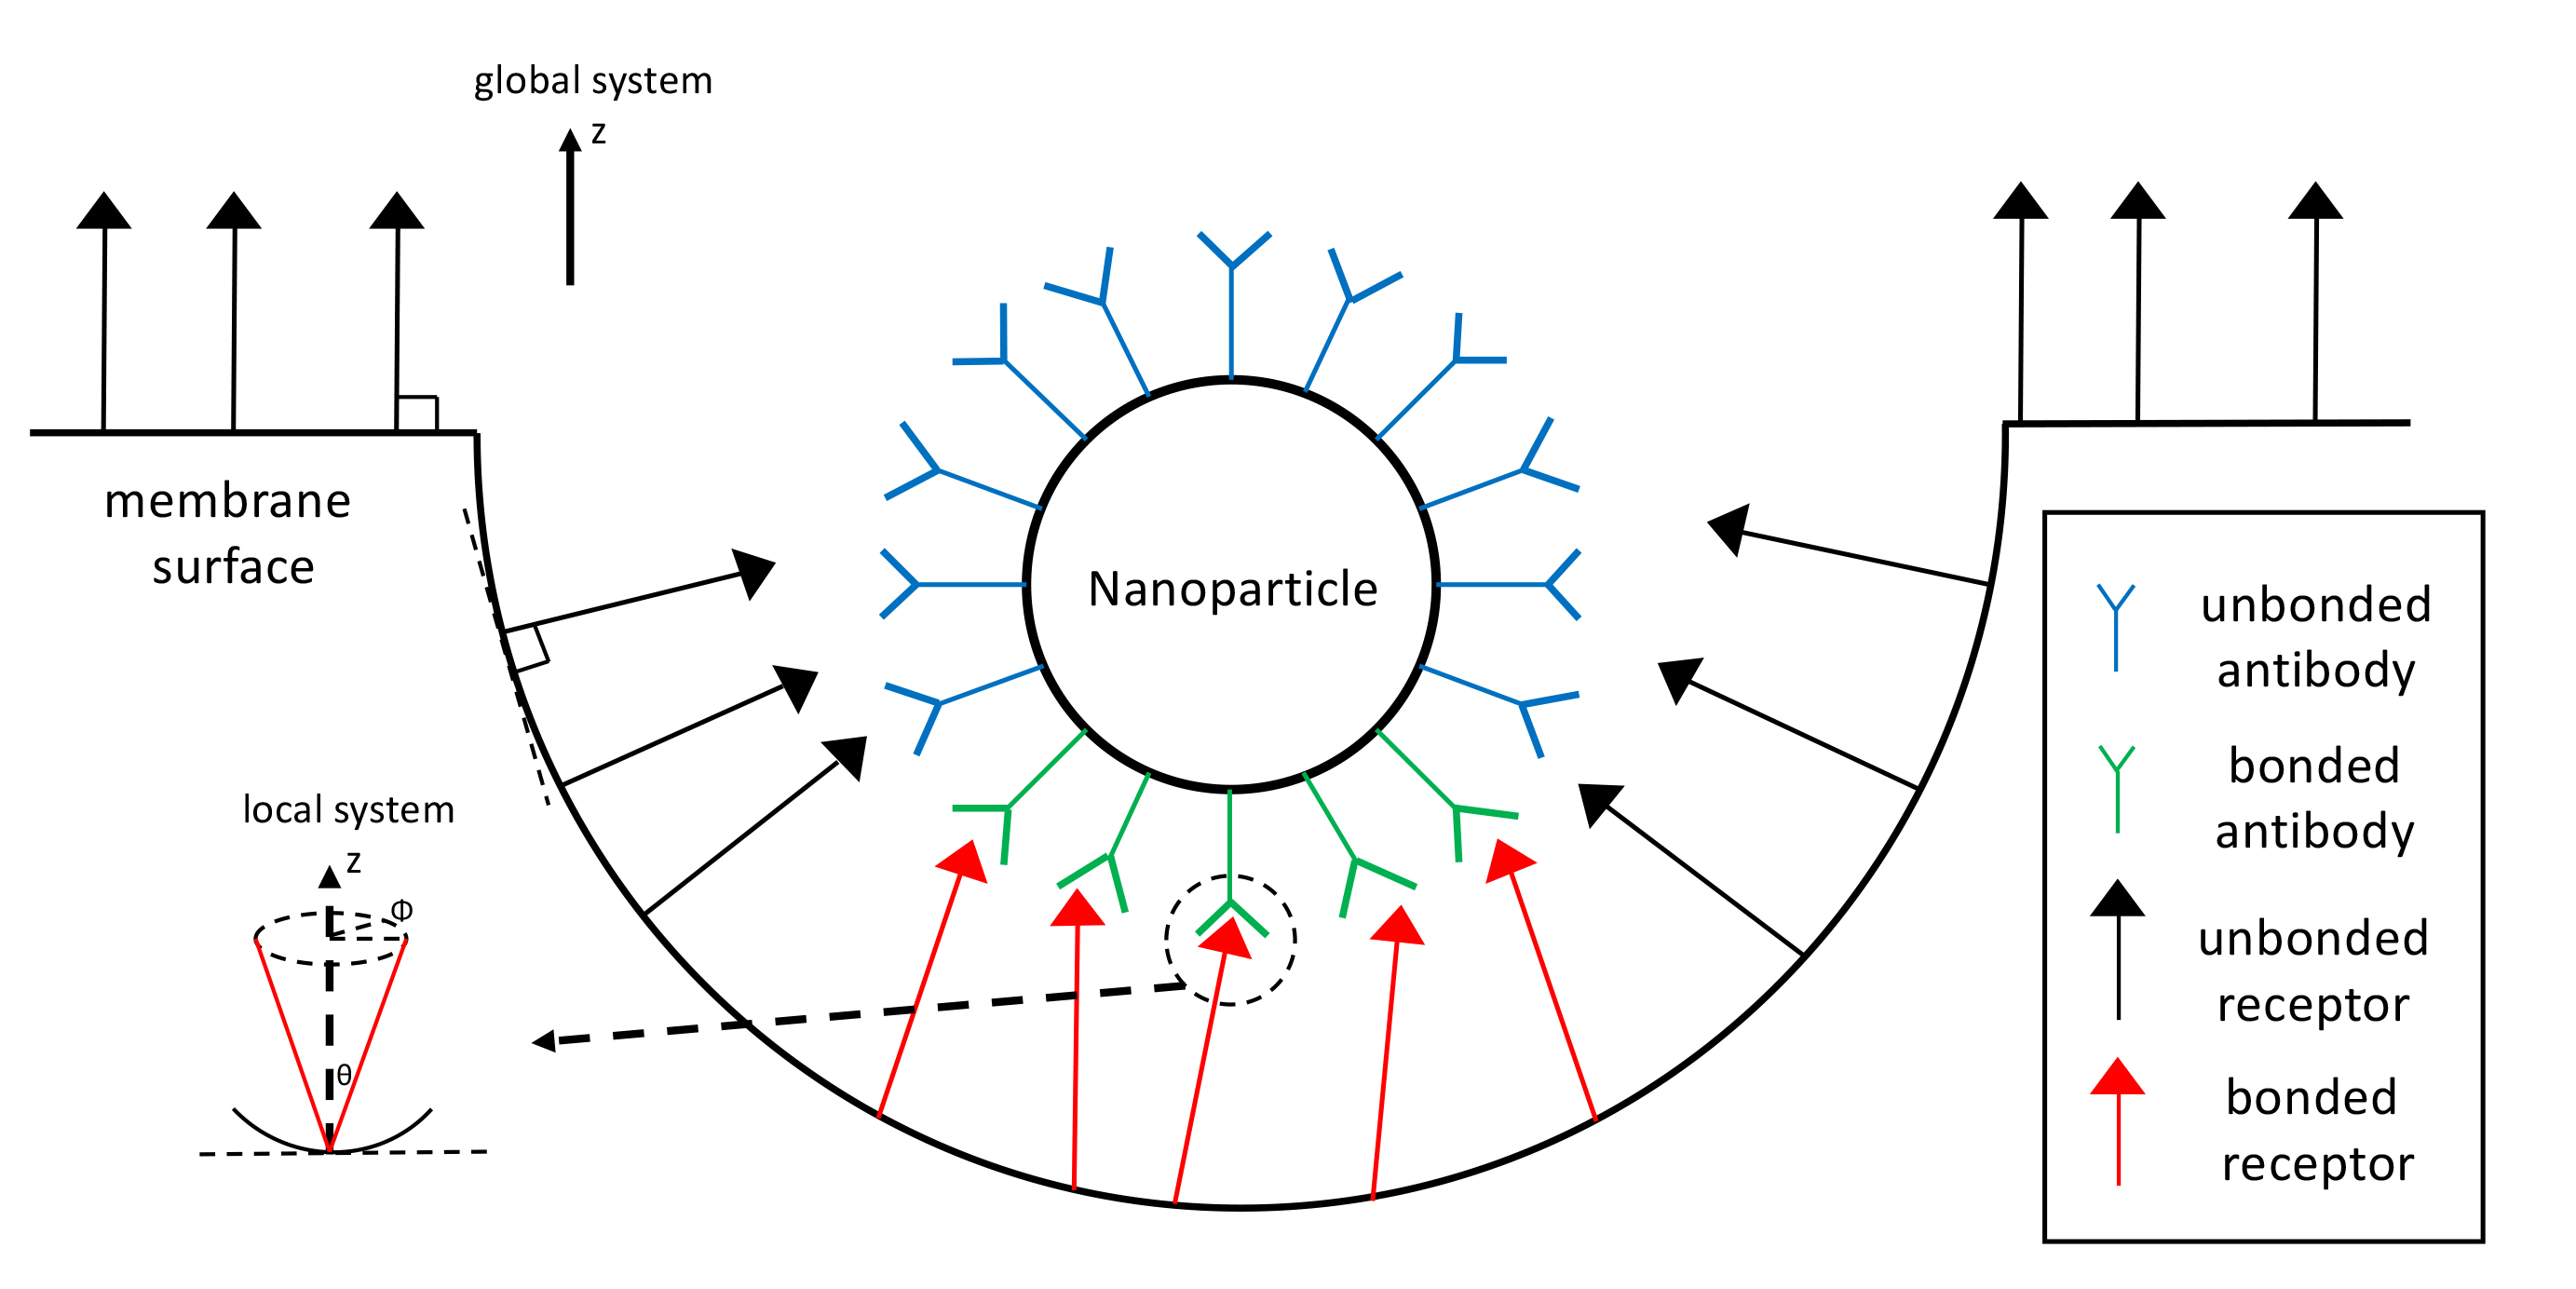 global system
z
membrane
surface
Nanoparticle
local system
z
Φ
θ
unbonded
antibody
bonded
antibody
unbonded
receptor
bonded
receptor